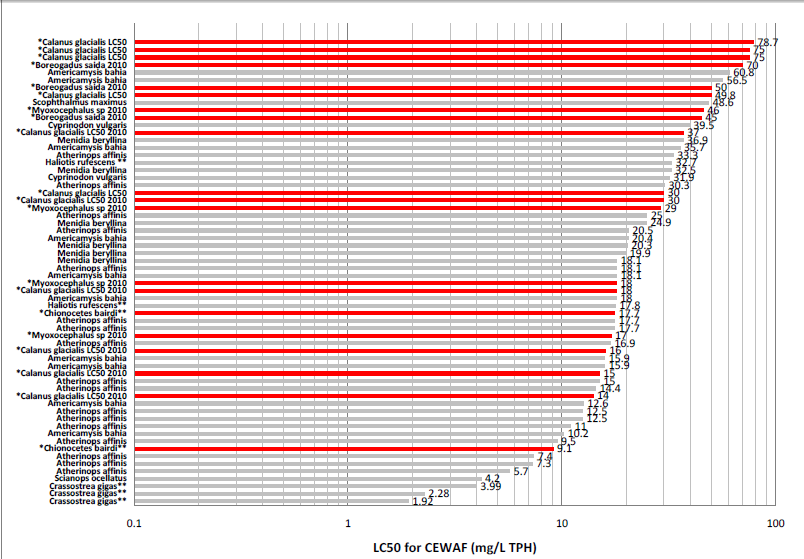 *Calanus glacialis LC50 78.7
*Calanus glacialis LC50 75
*Calanus glacialis LC50 75
*Boreogadus saida 2010 70
Americamysis bahia 60.8
Americamysis bahia 56.5
*Boreogadus saida 2010 50
*Calanus glacialis LC50 49.8
Scophthalmus maximus 48.6
*Myoxocephalus sp 2010 46
*Boreogadus saida 2010 45
Cyprinodon vulgaris 39.5
*Calanus glacialis LC50 2010 37
Menidia beryllina 36.9
Americamysis bahia 35.7
Atherinops affinis 33.3
Haliotis rufescens ** 32.7
Menidia beryllina 32.5
Cyprinodon vulgaris 31.9
Atherinops affinis 30.3
*Calanus glacialis LC50 30
*Calanus glacialis LC50 2010 30
*Myoxocephalus sp 2010 29
Atherinops affinis 25
Menidia beryllina 24.9
Atherinops affinis 20.5
Americamysis bahia 20.4
Menidia beryllina 20.3
Menidia beryllina 19.9
Menidia beryllina 18.1
Atherinops affinis 18.1
Americamysis bahia 18.1
*Myoxocephalus sp 2010 18
*Calanus glacialis LC50 2010 18
Americamysis bahia 18
Haliotis rufescens** 17.8
*Chionocetes bairdi** 17.7
Atherinops affinis 17.7
Atherinops affinis 17.7
*Myoxocephalus sp 2010 17
Atherinops affinis 16.9
*Calanus glacialis LC50 2010 16
Americamysis bahia 15.9
Americamysis bahia 15.9
*Calanus glacialis LC50 2010 15
Atherinops affinis 15
Atherinops affinis 14.4
*Calanus glacialis LC50 2010 14
Americamysis bahia 12.6
Atherinops affinis 12.5
Atherinops affinis 12.5
Atherinops affinis 11
Americamysis bahia 10.2
Atherinops affinis 9.5
*Chionocetes bairdi** 9.1
Atherinops affinis 7.4
Atherinops affinis 7.3
Atherinops affinis 5.7
Scianops ocellatus 4.2
Crassostrea gigas** 3.99
Crassostrea gigas** 2.28
Crassostrea gigas** 1.92
0.1 1 10 100
LC50 for CEWAF (mg/L TPH)